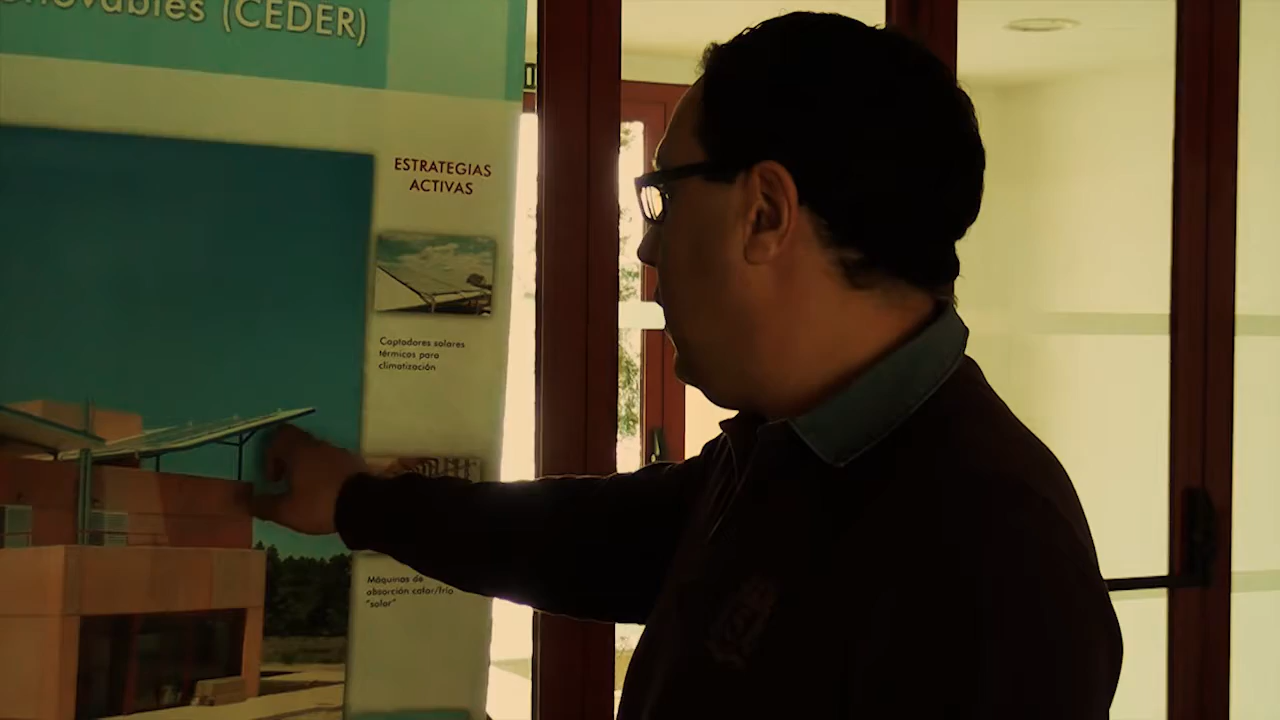 ovables (CEDER)
ESTRATEGIAS
ACTIVAS
Captadores solares
térmicos para
climatización
Máquinas de
absorción calor/frío
"solar"